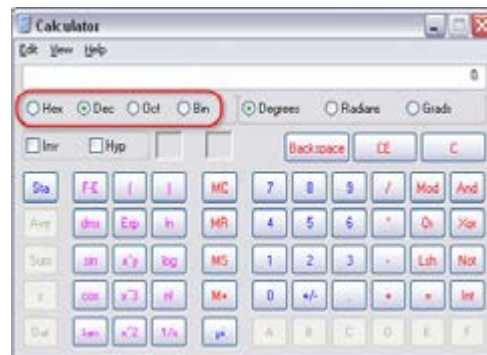 Calculator
Edit View Help
0
Hex Dec Oct Bin Degrees Radians Grads
Inv Hyp Backspace CE C
Sta F-E ( ) MC 7 8 9 / Mod And
Ave dms Exp ln MR 4 5 6 * Or Xor
Sum sin x^y log MS 1 2 3 - Lsh Not
s cos x^3 n! M+ 0 +/- . + = Int
Dat tan x^2 1/x pi A B C D E F